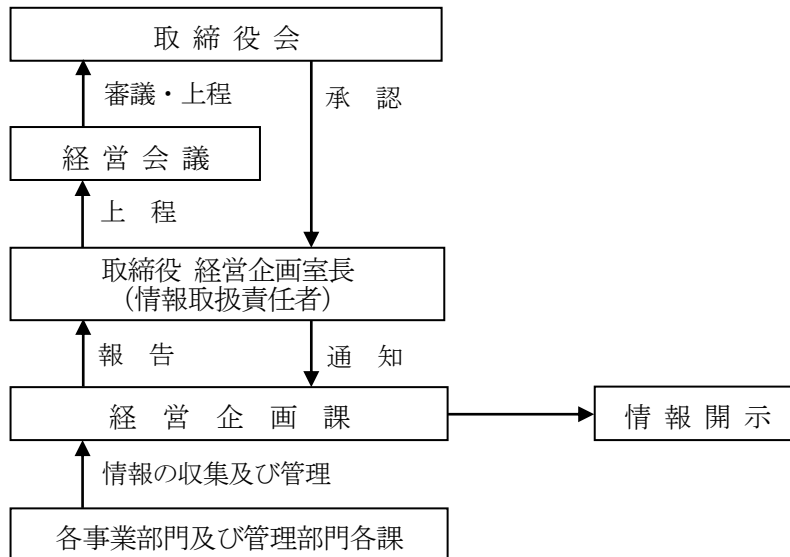 取 締 役 会
審議・上程
承 認
経 営 会 議
上 程
取締役 経営企画室長
(情報取扱責任者)
報 告
通 知
経 営 企 画 課
情 報 開 示
情報の収集及び管理
各事業部門及び管理部門各課